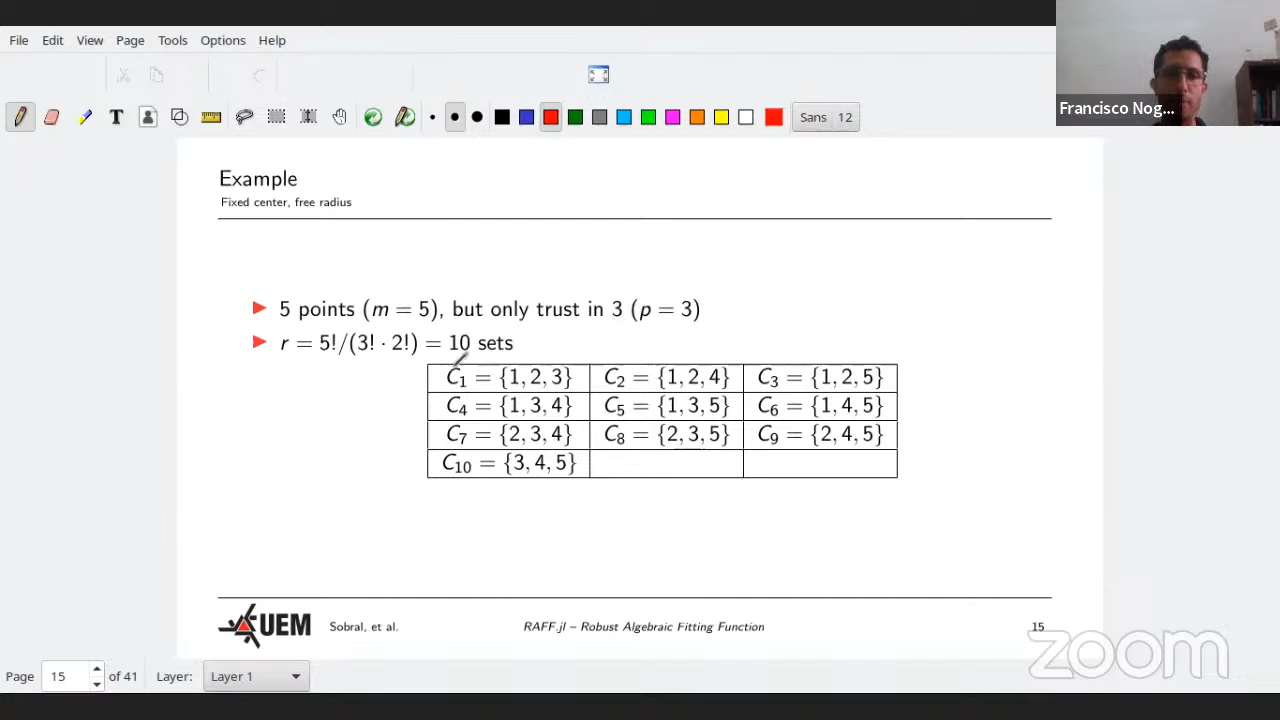 File Edit View Page Tools Options Help
Sans 12
Francisco Nog...
Example
Fixed center, free radius
▶ 5 points (m = 5), but only trust in 3 (p = 3)
▶ r = 5!/(3! · 2!) = 10 sets
C₁ = {1, 2, 3} C₂ = {1, 2, 4} C₃ = {1, 2, 5}
C₄ = {1, 3, 4} C₅ = {1, 3, 5} C₆ = {1, 4, 5}
C₇ = {2, 3, 4} C₈ = {2, 3, 5} C₉ = {2, 4, 5}
C₁₀ = {3, 4, 5}
UEM Sobral, et al. RAFF.jl – Robust Algebraic Fitting Function 15
zoom
Page 15 of 41 Layer: Layer 1